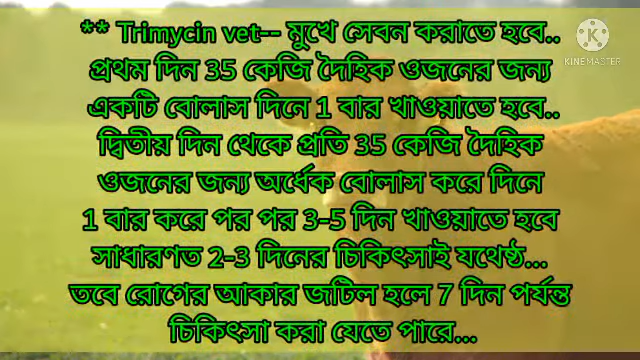 ** Trimycin vet-- মুখে সেবন করাতে হবে..
KINEMASTER
প্রথম দিন 35 কেজি দৈহিক ওজনের জন্য
একটি বোলাস দিনে 1 বার খাওয়াতে হবে..
দ্বিতীয় দিন থেকে প্রতি 35 কেজি দৈহিক
ওজনের জন্য অর্ধেক বোলাস করে দিনে
1 বার করে পর পর 3-5 দিন খাওয়াতে হবে
সাধারণত 2-3 দিনের চিকিৎসাই যথেষ্ঠ...
তবে রোগের আকার জটিল হলে 7 দিন পর্যন্ত
চিকিৎসা করা যেতে পারে...